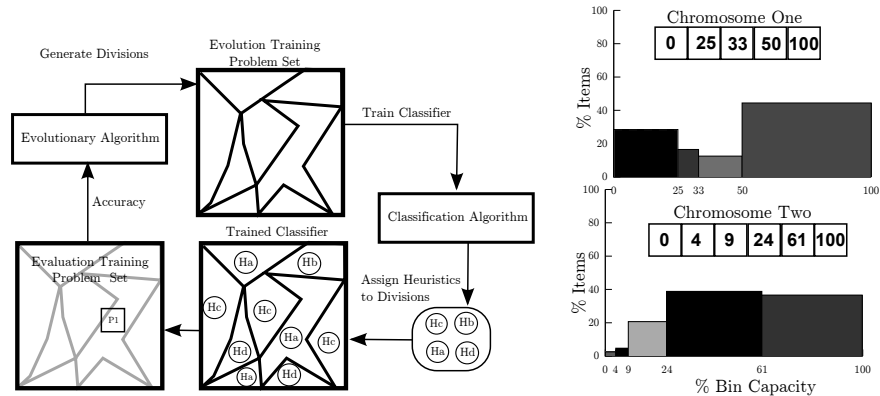 Generate Divisions
Evolution Training
Problem Set
Train Classifier
Evolutionary Algorithm
Accuracy
Classification Algorithm
Trained Classifier
Evaluation Training
Problem Set
P1
Ha
Hb
Hc
Hc
Ha
Hc
Hd
Ha
Hd
Assign Heuristics
to Divisions
Hc
Hb
Ha
Hd
Chromosome One
0 25 33 50 100
% Items
100
80
60
40
20
0
0 25 33 50 100
Chromosome Two
0 4 9 24 61 100
% Items
100
80
60
40
20
0
0 4 9 24 61 100
% Bin Capacity